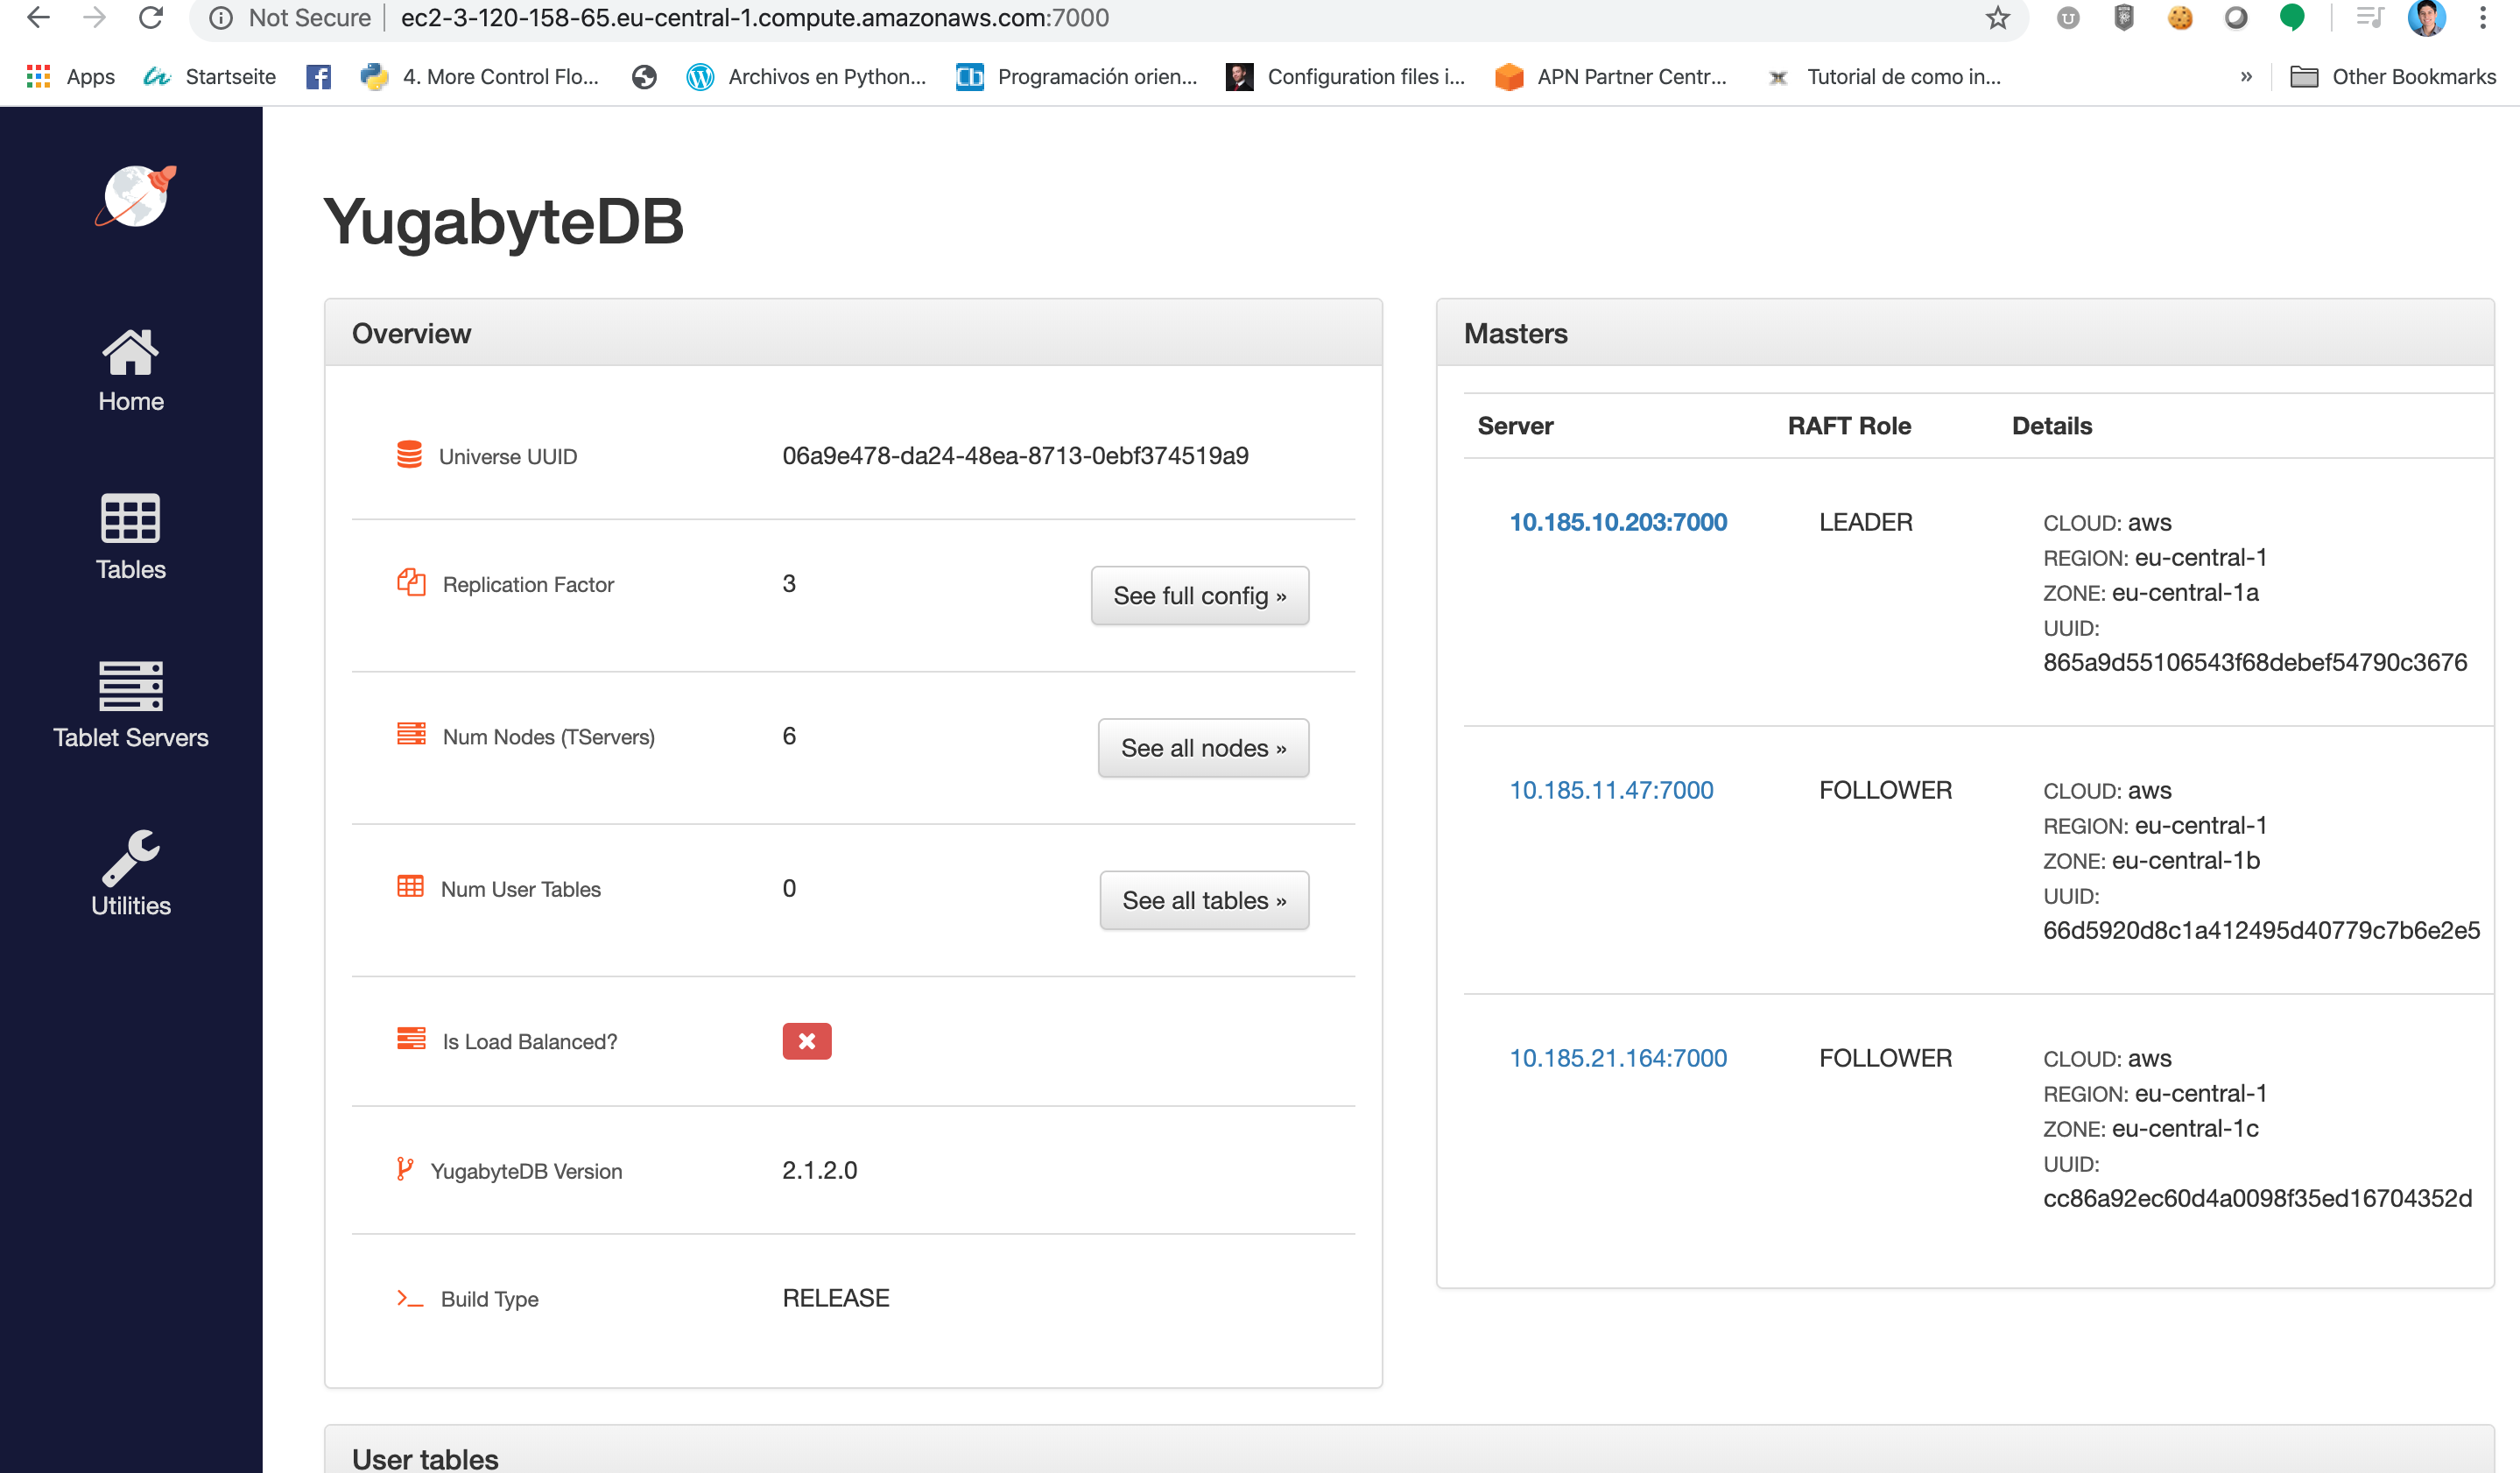 Not Secure | ec2-3-120-158-65.eu-central-1.compute.amazonaws.com:7000
Apps Startseite 4. More Control Flo... Archivos en Python... Programación orien... Configuration files i... APN Partner Centr... Tutorial de como in... » Other Bookmarks
Home
Tables
Tablet Servers
Utilities
YugabyteDB
Overview
Universe UUID 06a9e478-da24-48ea-8713-0ebf374519a9
Replication Factor 3 See full config »
Num Nodes (TServers) 6 See all nodes »
Num User Tables 0 See all tables »
Is Load Balanced?
YugabyteDB Version 2.1.2.0
Build Type RELEASE
Masters
Server RAFT Role Details
10.185.10.203:7000 LEADER CLOUD: aws
REGION: eu-central-1
ZONE: eu-central-1a
UUID:
865a9d55106543f68debef54790c3676
10.185.11.47:7000 FOLLOWER CLOUD: aws
REGION: eu-central-1
ZONE: eu-central-1b
UUID:
66d5920d8c1a412495d40779c7b6e2e5
10.185.21.164:7000 FOLLOWER CLOUD: aws
REGION: eu-central-1
ZONE: eu-central-1c
UUID:
cc86a92ec60d4a0098f35ed16704352d
User tables